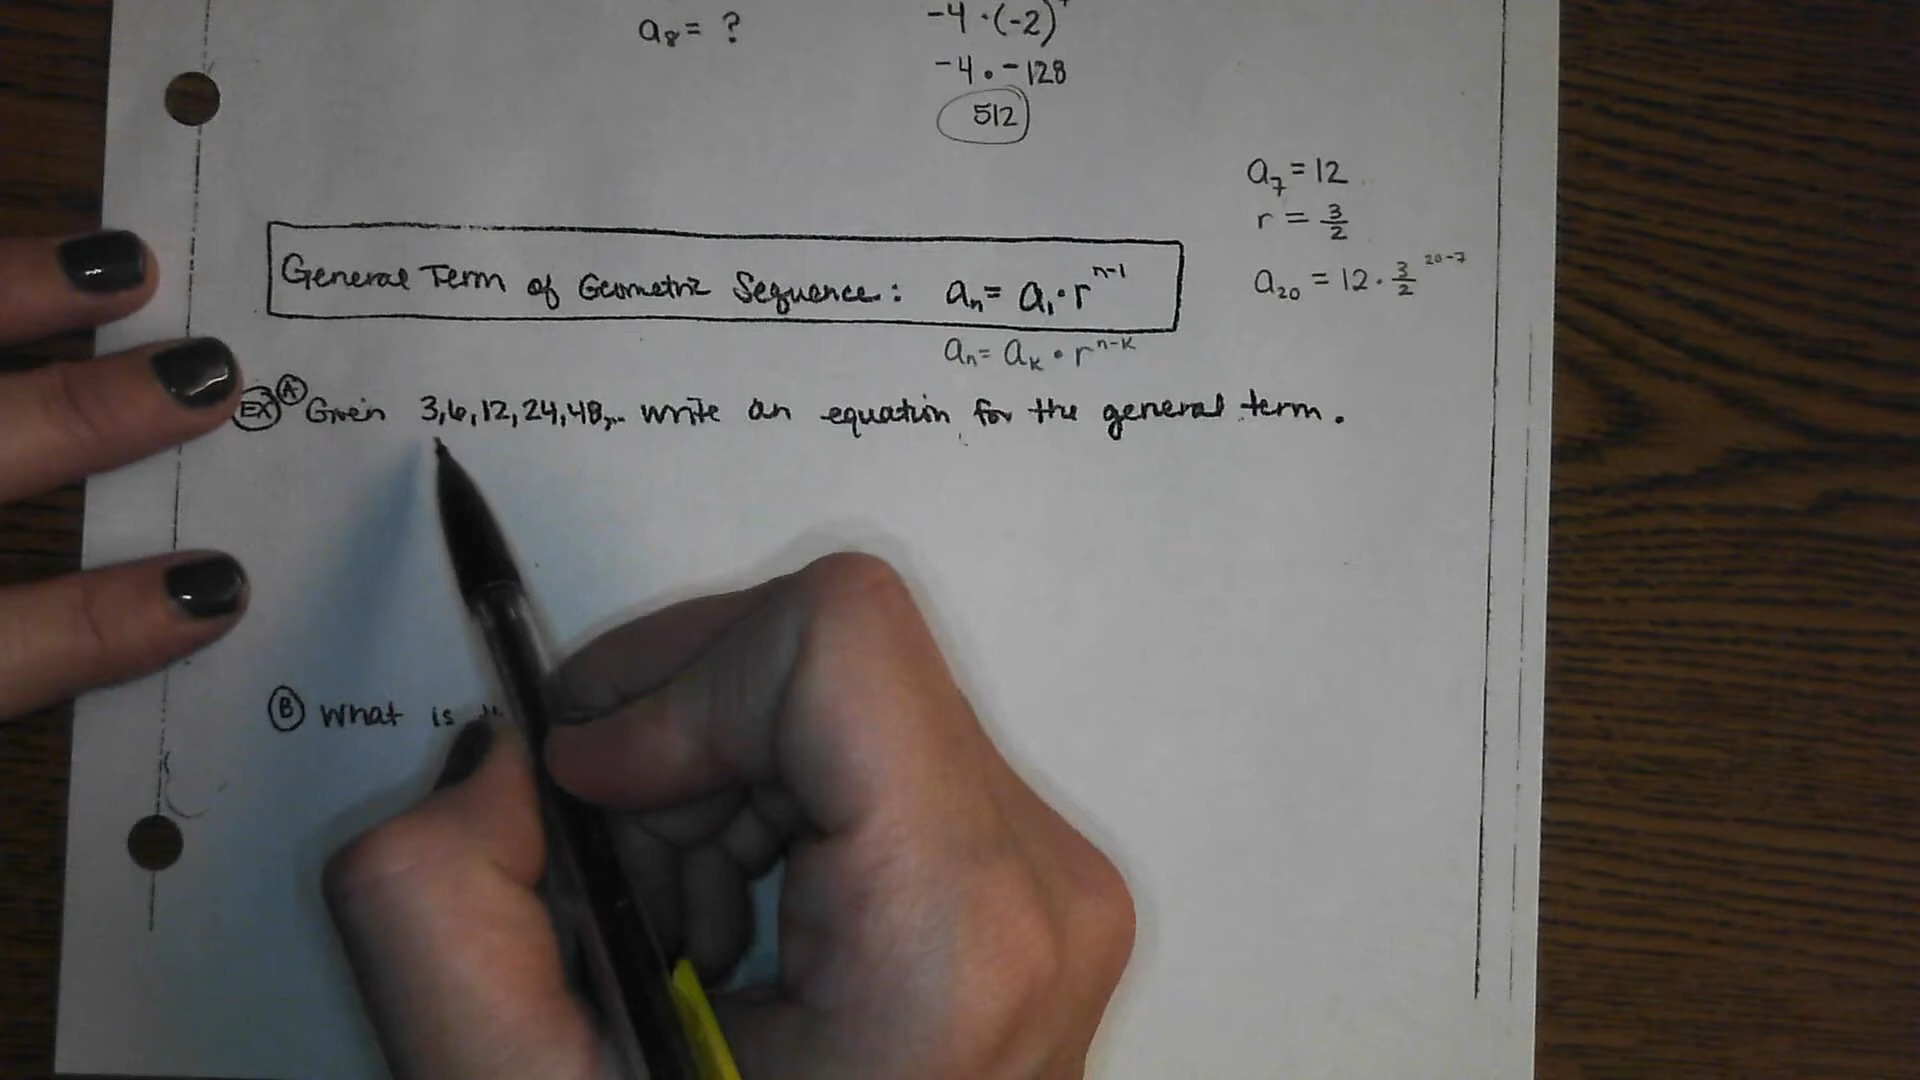 a₈ = ?
-4 · (-2)
-4 · -128
512
a₇ = 12
r = 3/2
a₂₀ = 12 · 3/2 ²⁰⁻⁷
General Term of Geometric Sequence: aₙ = a₁ · rⁿ⁻¹
aₙ = aₖ · rⁿ⁻ᵏ
EX A Given 3, 6, 12, 24, 48, ... write an equation for the general term.
B What is